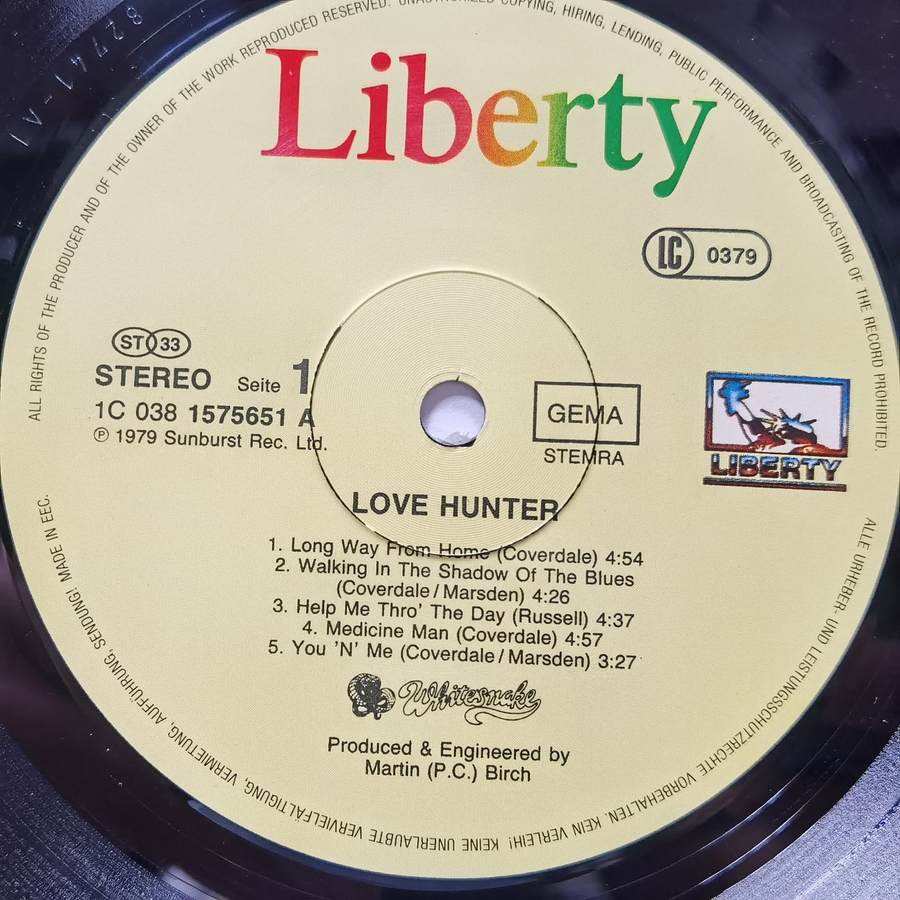 82741-A1
ALL RIGHTS OF THE PRODUCER AND OF THE OWNER OF THE WORK REPRODUCED RESERVED. UNAUTHORIZED COPYING, HIRING, LENDING, PUBLIC PERFORMANCE AND BROADCASTING OF THE RECORD PROHIBITED.
Liberty
LC 0379
ST 33
STEREO Seite 1
1C 038 1575651 A
℗ 1979 Sunburst Rec. Ltd.
GEMA
STEMRA
LIBERTY
LOVE HUNTER
1. Long Way From Home (Coverdale) 4:54
2. Walking In The Shadow Of The Blues
(Coverdale/Marsden) 4:26
3. Help Me Thro' The Day (Russell) 4:37
4. Medicine Man (Coverdale) 4:57
5. You 'N' Me (Coverdale/Marsden) 3:27
Whitesnake
Produced & Engineered by
Martin (P.C.) Birch
ALLE URHEBER- UND LEISTUNGSSCHUTZRECHTE VORBEHALTEN. KEIN VERLEIH! KEINE UNERLAUBTE VERVIELFÄLTIGUNG, VERMIETUNG, AUFFÜHRUNG, SENDUNG! MADE IN EEC.